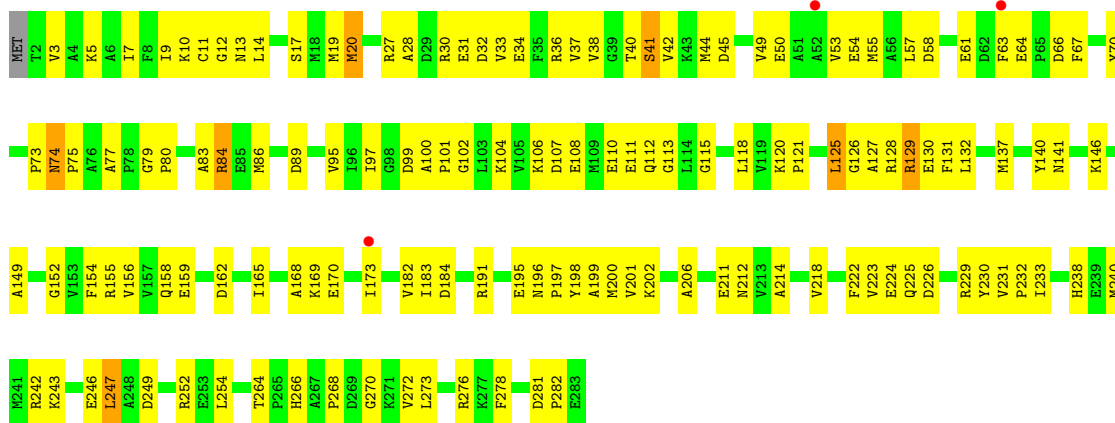 MET T2 V3 A4 K5 A6 I7 F8 I9 K10 C11 G12 N13 L14 S17 M18 M19 M20 R27 A28 D29 R30 E31 D32 V33 E34 F35 R36 V37 V38 G39 T40 S41 V42 K43 M44 D45 V49 E50 A51 A52 V53 E54 M55 A56 L57 D58 E61 D62 F63 E64 P65 D66 F67
P73 N74 P75 A76 A77 P78 G79 P80 A83 R84 E85 M86 D89 V95 I96 I97 G98 D99 A100 P101 G102 L103 K104 V105 K106 D107 E108 M109 E110 E111 Q112 G113 L114 G115 L118 V119 K120 P121 L125 G126 A127 R128 R129 E130 F131 L132 M137 Y140 N141 K146
A149 G152 V153 F154 R155 V156 V157 Q158 E159 D162 I165 A168 K169 E170 I173 V182 I183 D184 R191 E195 N196 P197 Y198 A199 M200 V201 K202 A206 E211 N212 V213 A214 V218 F222 V223 E224 Q225 D226 R229 Y230 V231 P232 I233 H238 E239 M240
M241 R242 K243 E246 L247 A248 D249 R252 E253 L254 T264 P265 H266 A267 P268 D269 G270 K271 V272 L273 R276 K277 F278 D281 P282 E283